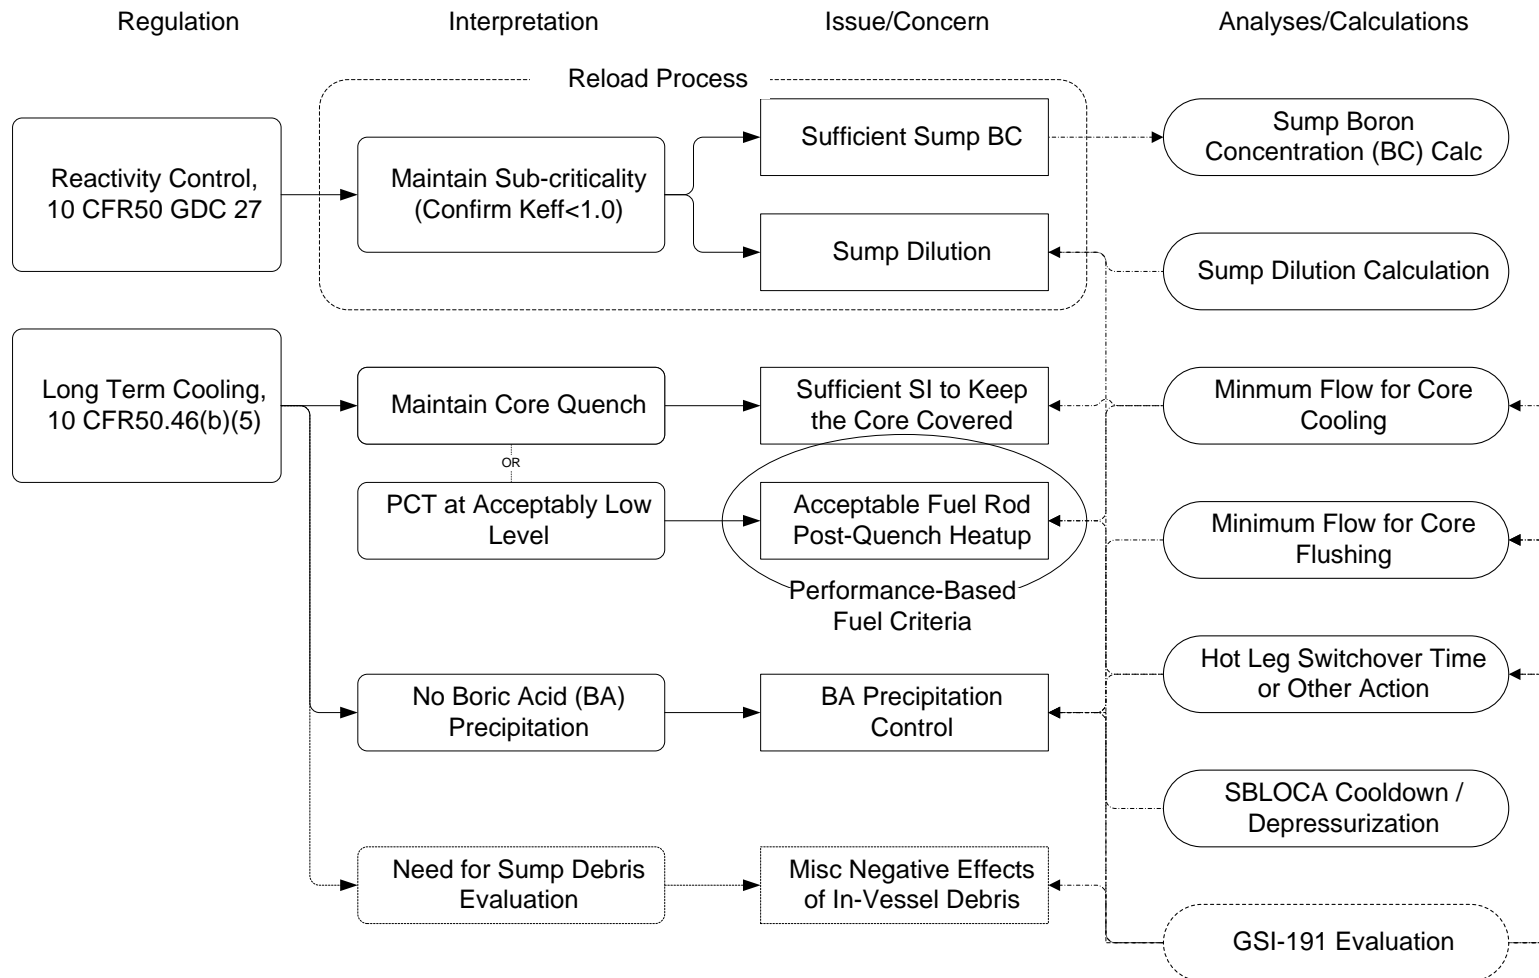 Regulation
Interpretation
Issue/Concern
Analyses/Calculations
Reload Process
Reactivity Control,
10 CFR50 GDC 27
Maintain Sub-criticality
(Confirm Keff<1.0)
Sufficient Sump BC
Sump Boron
Concentration (BC) Calc
Sump Dilution
Sump Dilution Calculation
Long Term Cooling,
10 CFR50.46(b)(5)
Maintain Core Quench
Sufficient SI to Keep
the Core Covered
Minmum Flow for Core
Cooling
OR
PCT at Acceptably Low
Level
Acceptable Fuel Rod
Post-Quench Heatup
Minimum Flow for Core
Flushing
Performance-Based
Fuel Criteria
No Boric Acid (BA)
Precipitation
BA Precipitation
Control
Hot Leg Switchover Time
or Other Action
SBLOCA Cooldown /
Depressurization
Need for Sump Debris
Evaluation
Misc Negative Effects
of In-Vessel Debris
GSI-191 Evaluation